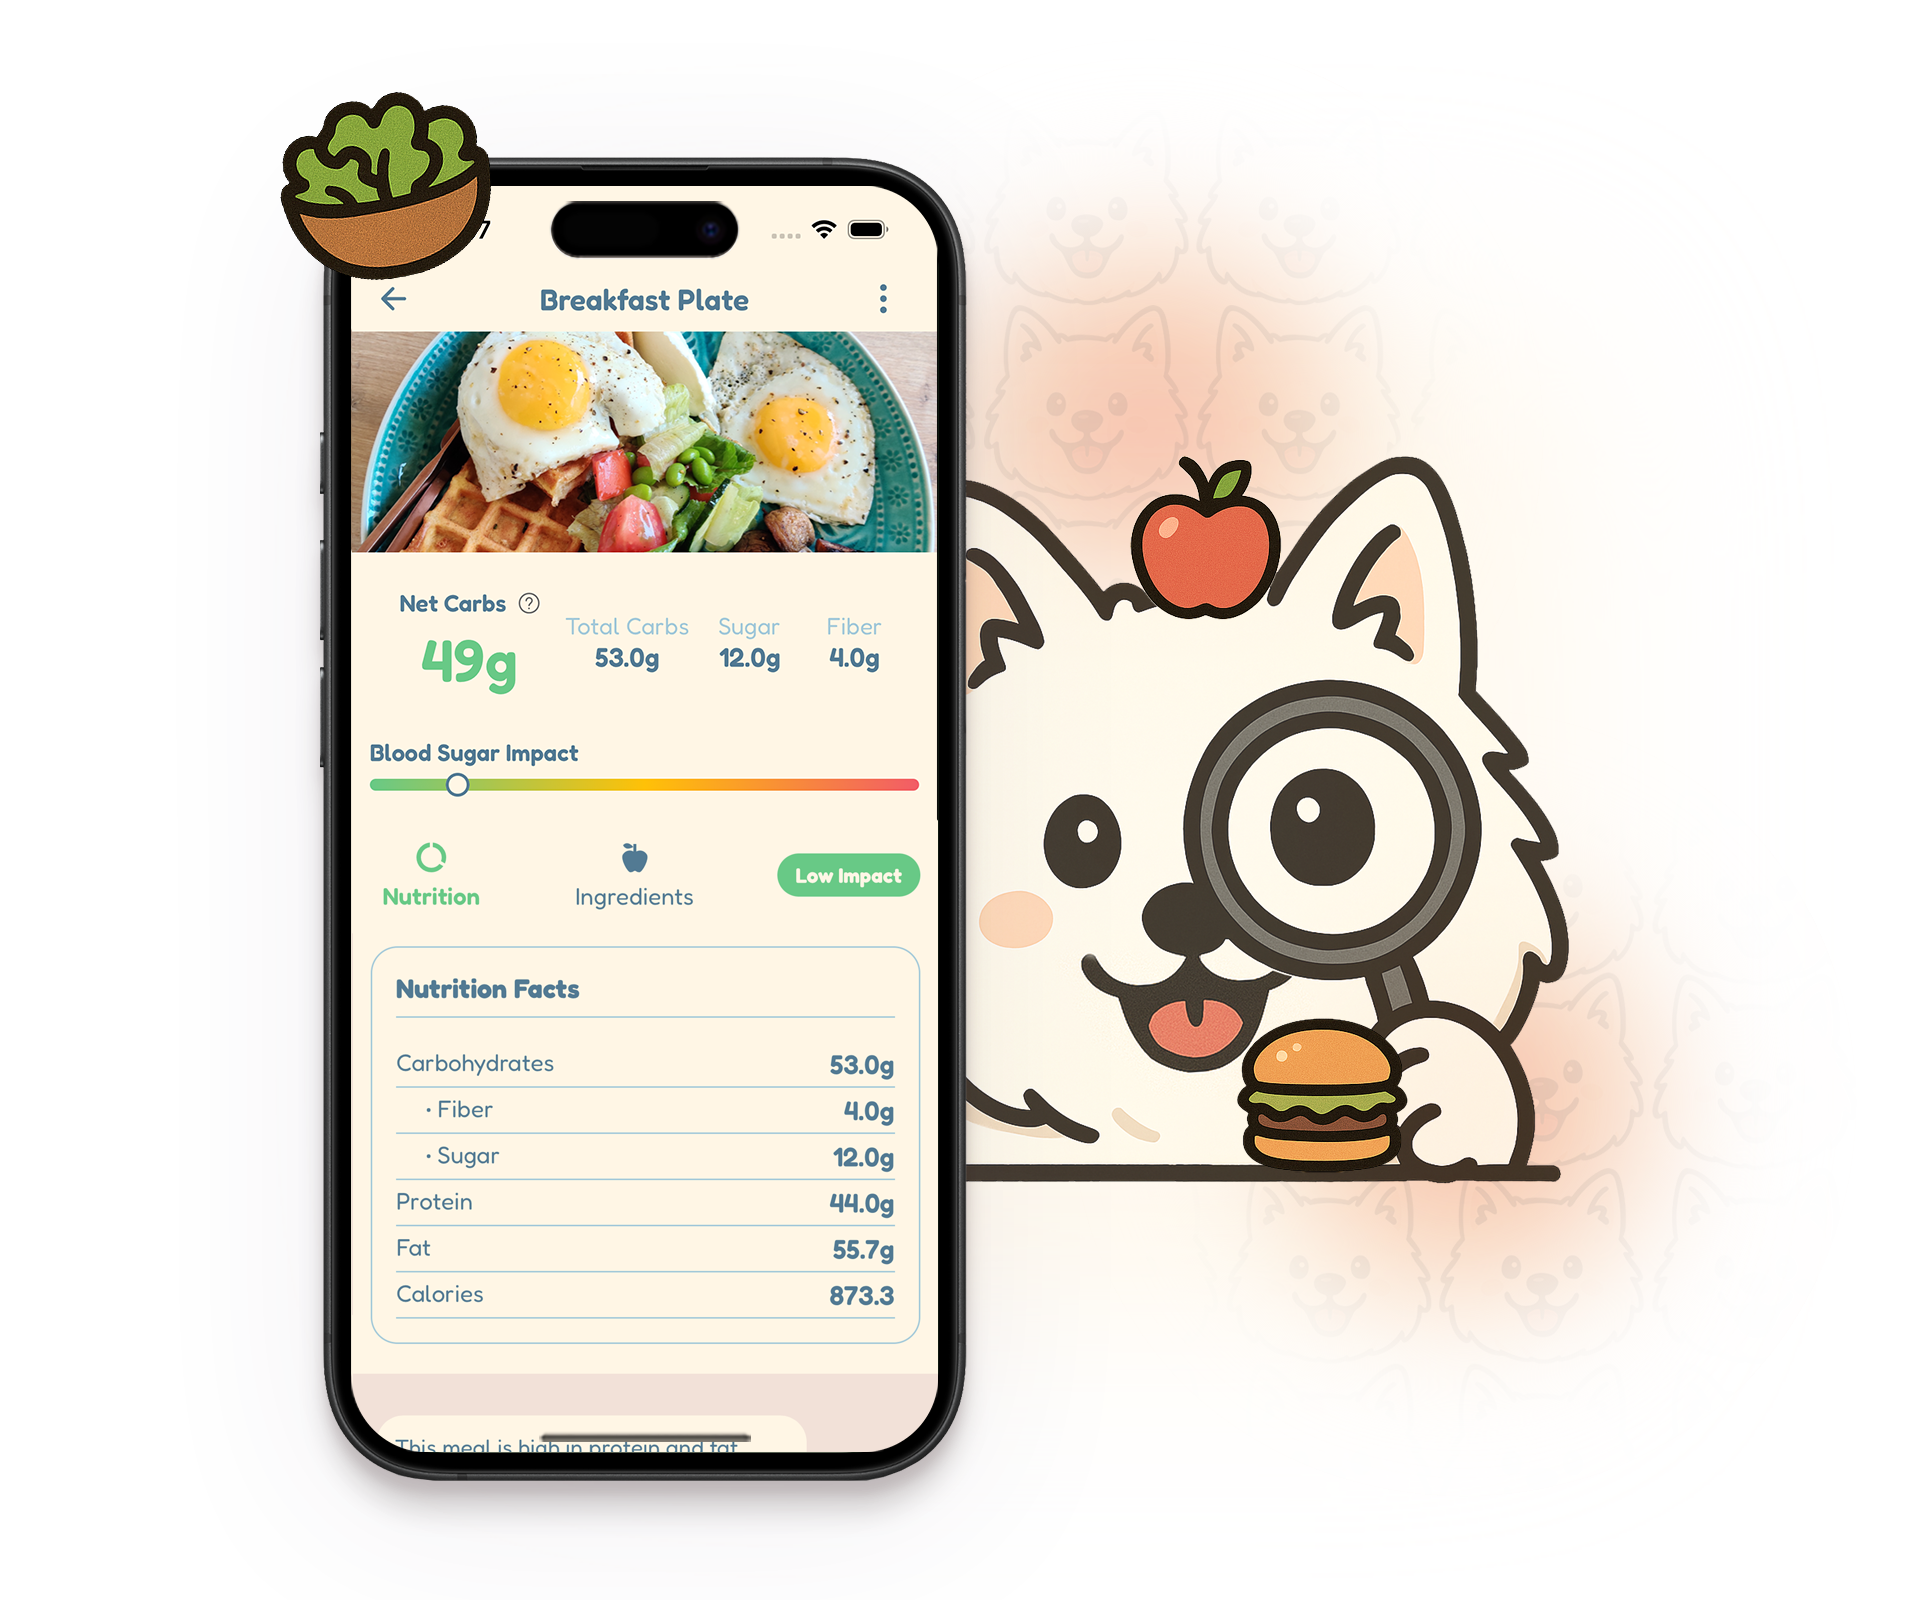 7
Breakfast Plate
Net Carbs ?
49g
Total Carbs Sugar Fiber
53.0g 12.0g 4.0g
Blood Sugar Impact
Nutrition Ingredients Low Impact
Nutrition Facts
Carbohydrates 53.0g
• Fiber 4.0g
• Sugar 12.0g
Protein 44.0g
Fat 55.7g
Calories 873.3
This meal is high in protein and fat,